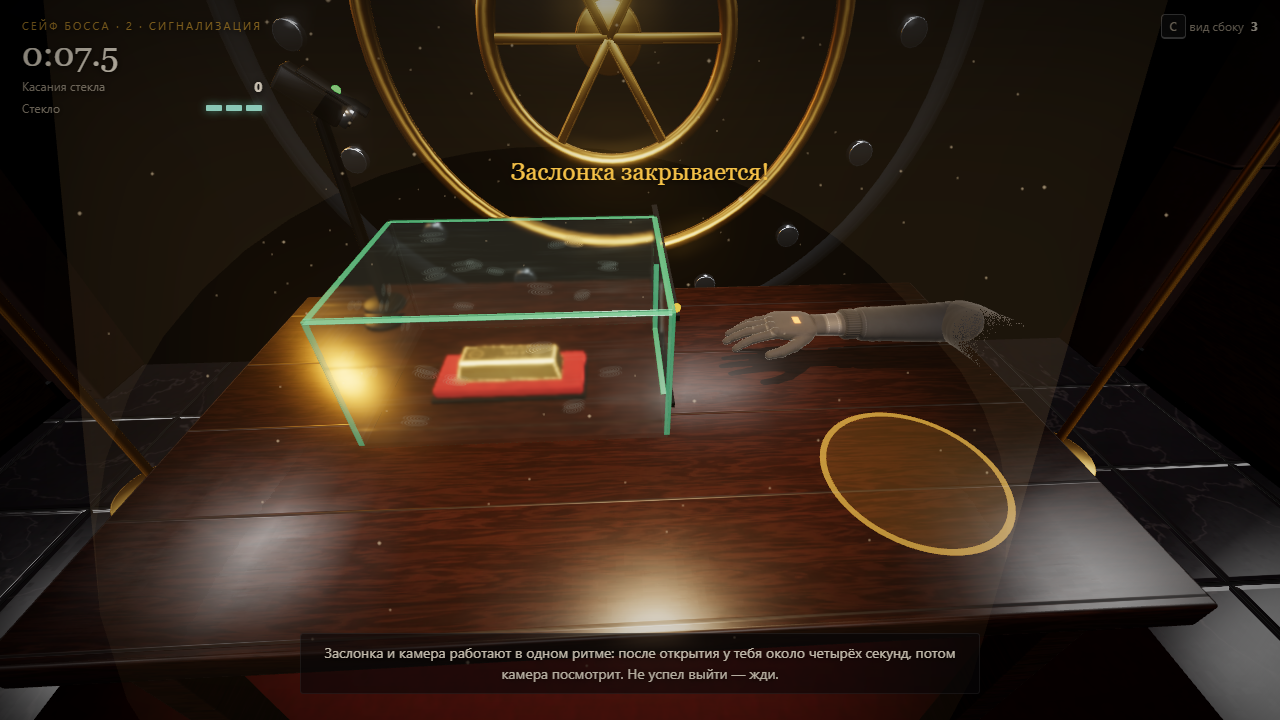 СЕЙФ БОССА · 2 · СИГНАЛИЗАЦИЯ
0:07.5
Касания стекла 0
Стекло
C вид сбоку 3
Заслонка закрывается!
Заслонка и камера работают в одном ритме: после открытия у тебя около четырёх секунд, потом
камера посмотрит. Не успел выйти — жди.